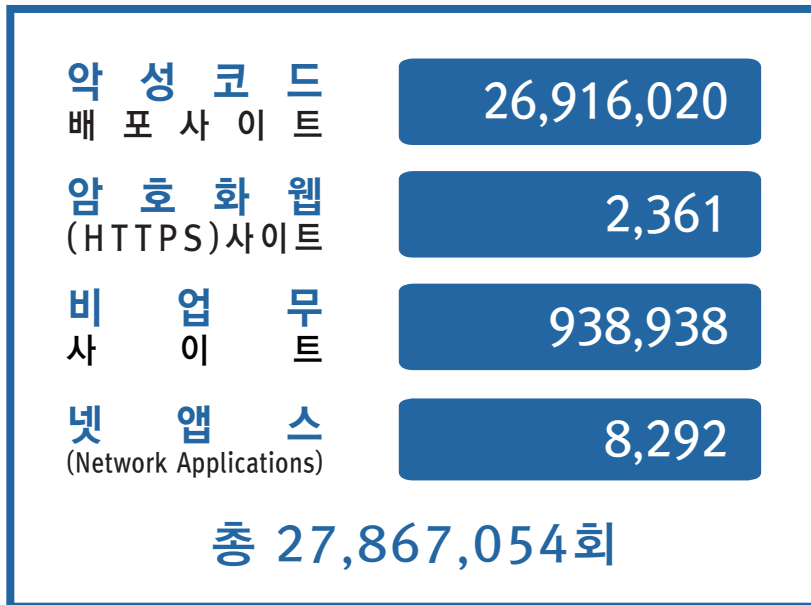 악성코드
배포사이트
26,916,020
암호화웹
(HTTPS)사이트
2,361
비업무
사이트
938,938
넷앱스
(Network Applications)
8,292
총 27,867,054회